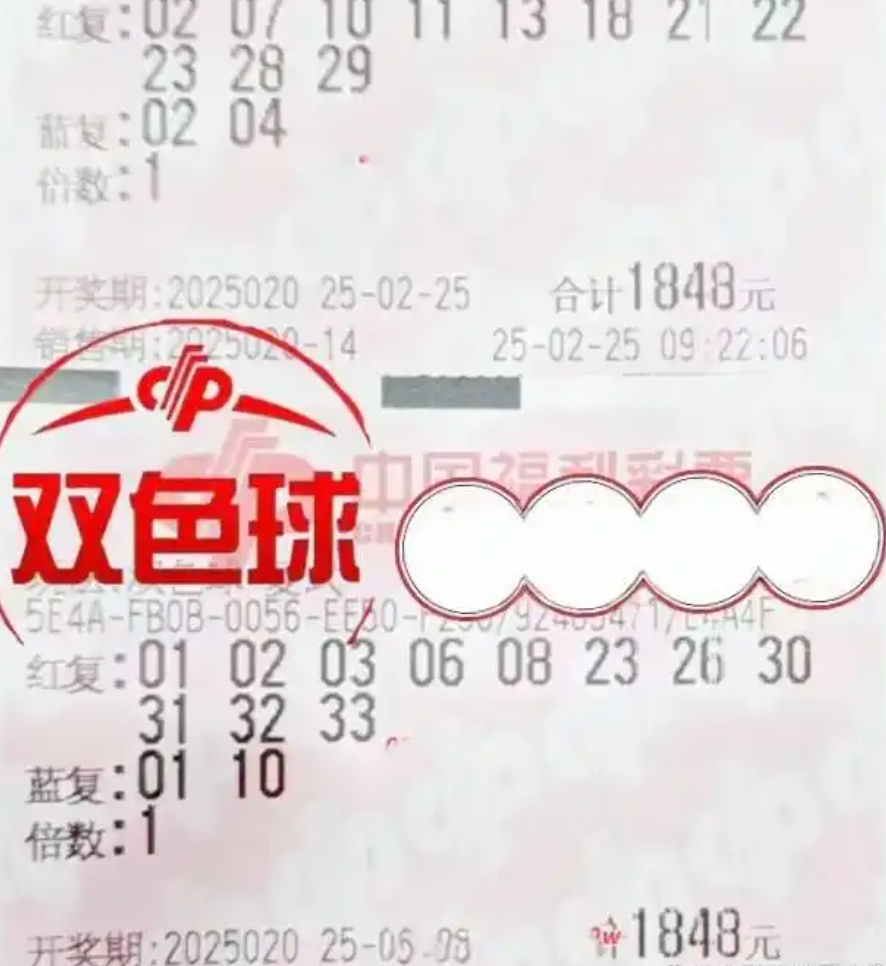 红复:02 07 10 11 13 18 21 22
23 28 29
蓝复:02 04
倍数:1
开奖期:2025020 25-02-25 合计1848元
销售期:2025020-14 25-02-25 09:22:06
中国福利彩票
双色球
5E4A-FB0B-0056-EE
红复:01 02 03 06 08 23 26 30
31 32 33
蓝复:01 10
倍数:1
开奖期:2025020 25-06-08 计1848元